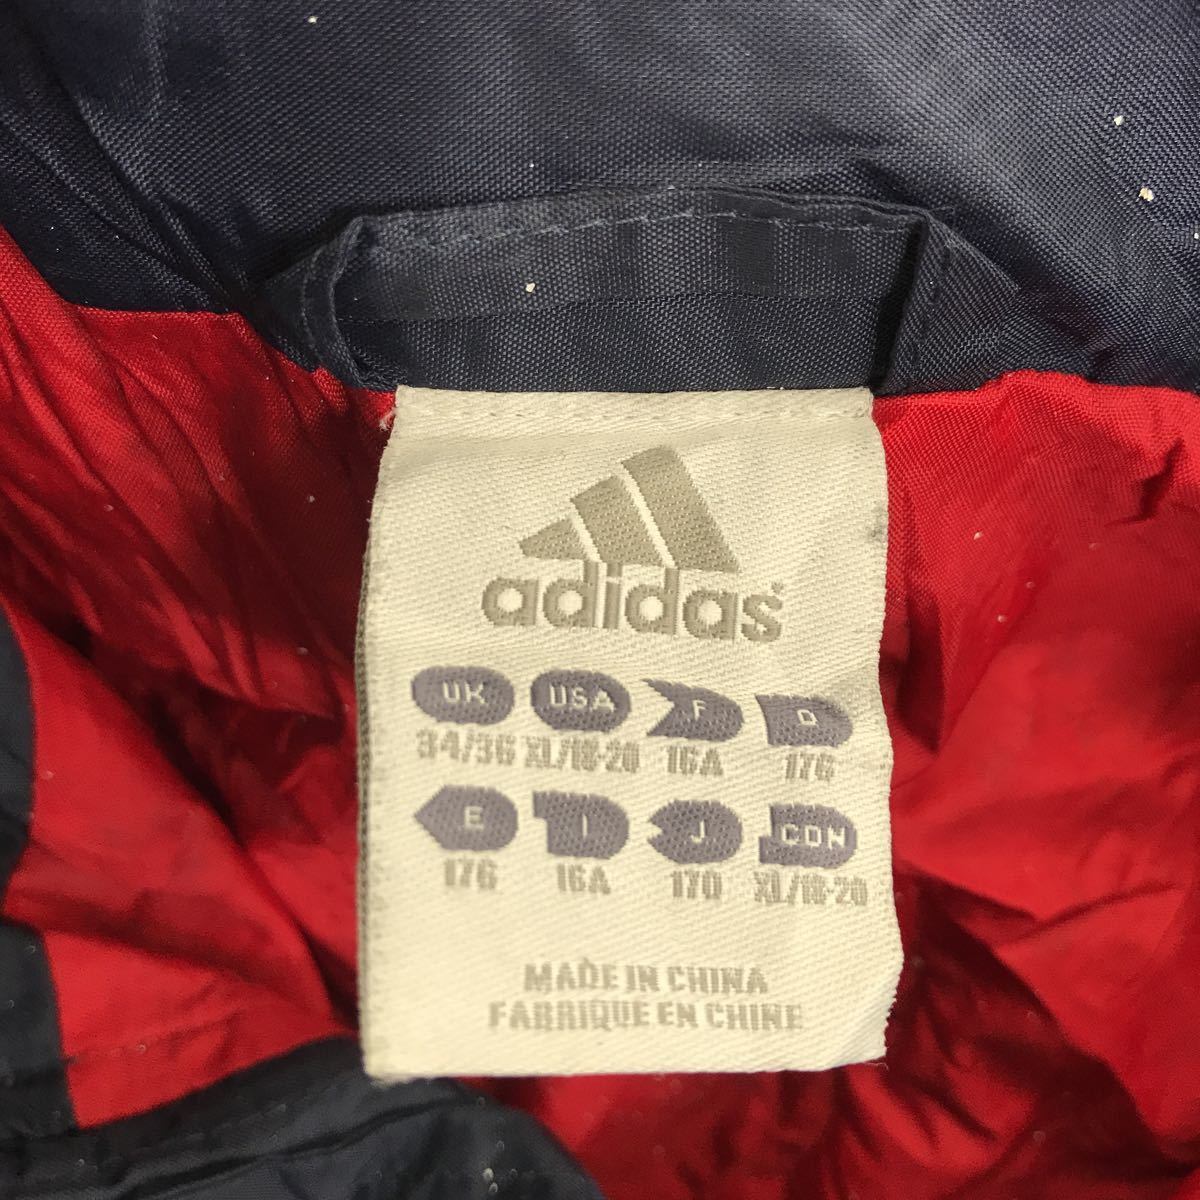 adidas
UK USA F D
34/36 XL/18-20 16A 176
E I J CDN
176 16A 170 XL/18-20
MADE IN CHINA
FABRIQUE EN CHINE